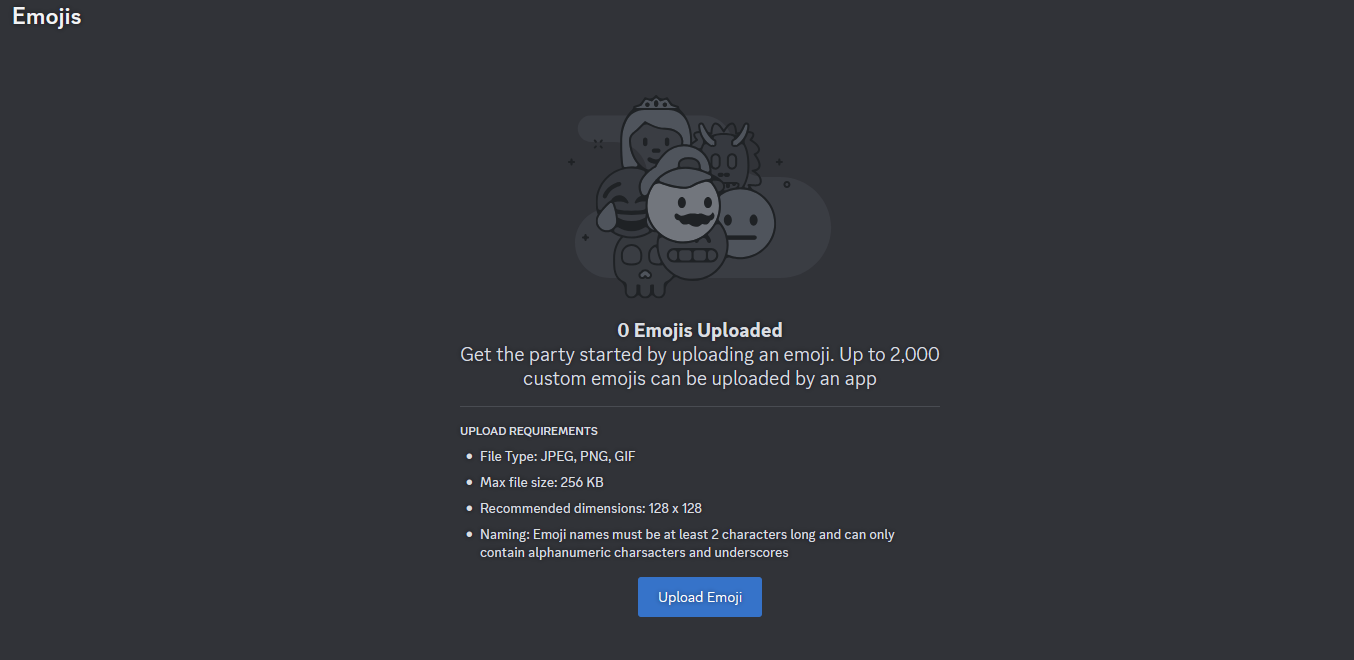 Emojis
0 Emojis Uploaded
Get the party started by uploading an emoji. Up to 2,000
custom emojis can be uploaded by an app
UPLOAD REQUIREMENTS
File Type: JPEG, PNG, GIF
Max file size: 256 KB
Recommended dimensions: 128 x 128
Naming: Emoji names must be at least 2 characters long and can only
contain alphanumeric charsacters and underscores
Upload Emoji